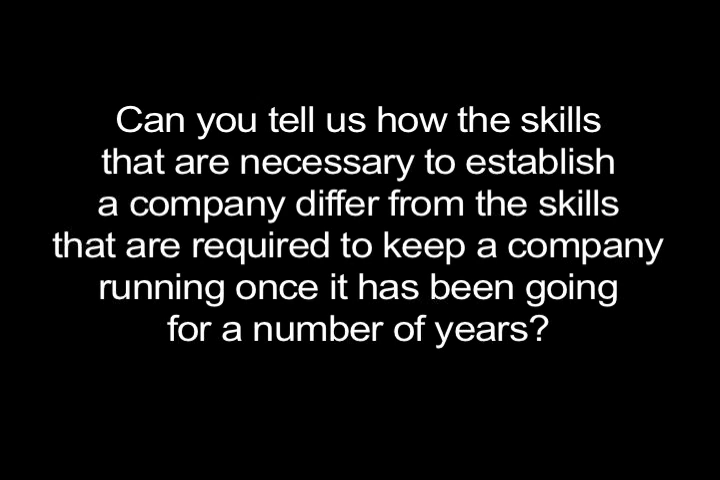 Can you tell us how the skills
that are necessary to establish
a company differ from the skills
that are required to keep a company
running once it has been going
for a number of years?